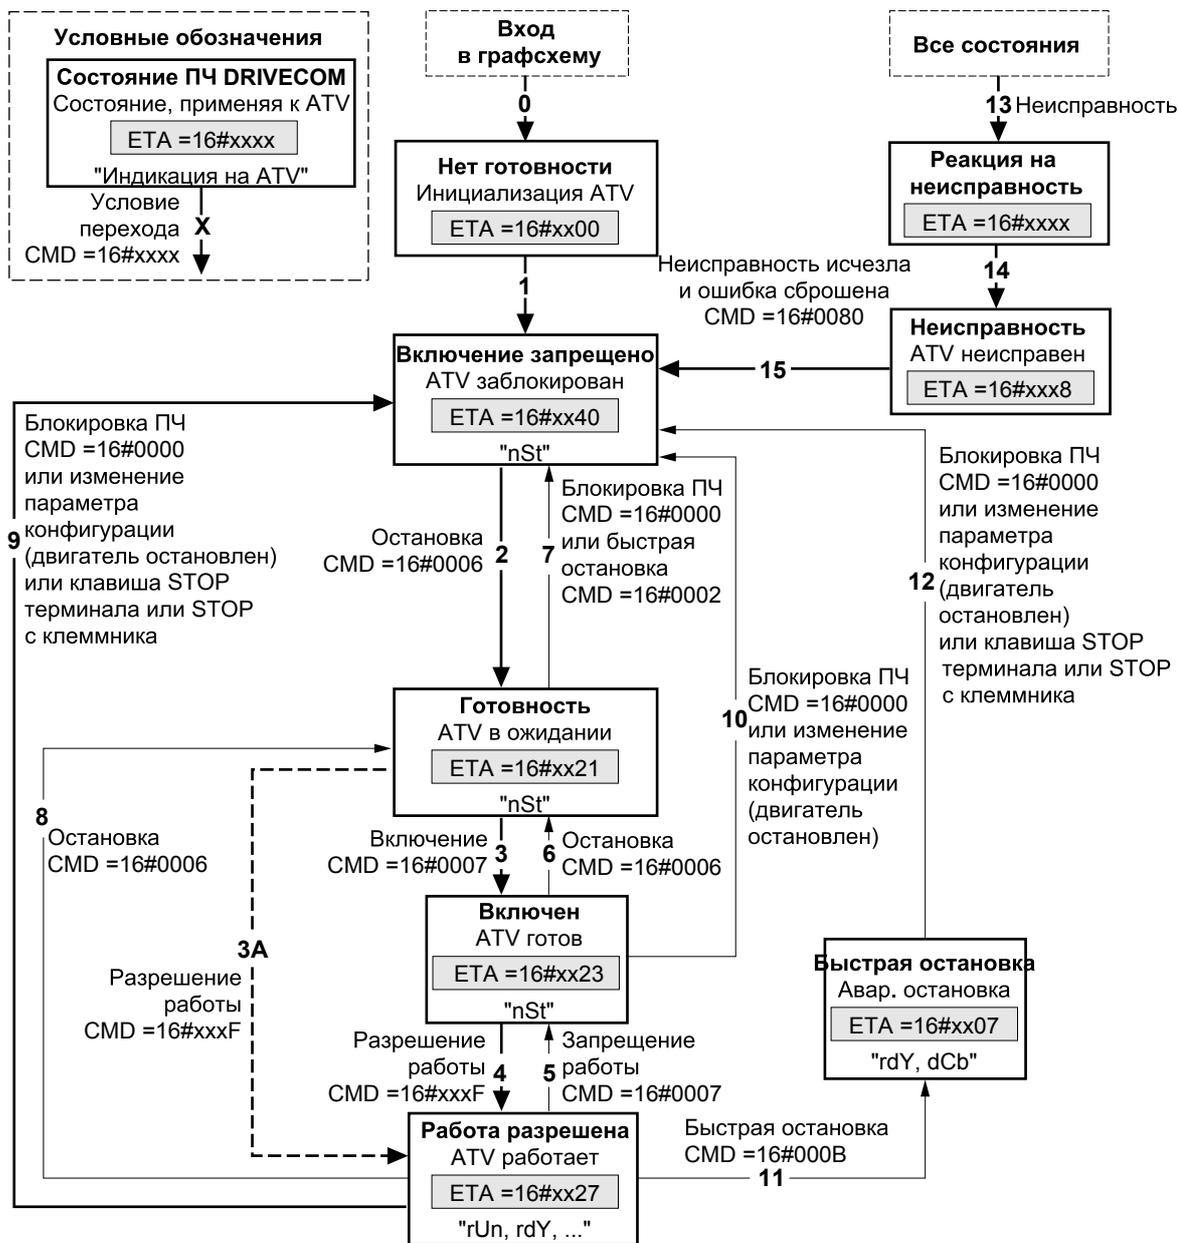 Условные обозначения
Состояние ПЧ DRIVECOM
Состояние, применяя к ATV
ETA =16#xxxx
"Индикация на ATV"
Условие
перехода
CMD =16#xxxx
X
Вход
в графсхему
0
Все состояния
13 Неисправность
Нет готовности
Инициализация ATV
ETA =16#xx00
Реакция на
неисправность
ETA =16#xxxx
1
14
Неисправность исчезла
и ошибка сброшена
CMD =16#0080
15
Неисправность
ATV неисправен
ETA =16#xxx8
Включение запрещено
ATV заблокирован
ETA =16#xx40
"nSt"
9
Блокировка ПЧ
CMD =16#0000
или изменение
параметра
конфигурации
(двигатель остановлен)
или клавиша STOP
терминала или STOP
с клеммника
Остановка
CMD =16#0006
2
7
Блокировка ПЧ
CMD =16#0000
или быстрая
остановка
CMD =16#0002
12
Блокировка ПЧ
CMD =16#0000
или изменение
параметра
конфигурации
(двигатель
остановлен)
или клавиша STOP
терминала или STOP
с клеммника
10
Блокировка ПЧ
CMD =16#0000
или изменение
параметра
конфигурации
(двигатель
остановлен)
Готовность
ATV в ожидании
ETA =16#xx21
"nSt"
8
Остановка
CMD =16#0006
Включение
CMD =16#0007
3
6
Остановка
CMD =16#0006
3A
Разрешение
работы
CMD =16#xxxF
Включен
ATV готов
ETA =16#xx23
"nSt"
Быстрая остановка
Авар. остановка
ETA =16#xx07
"rdY, dCb"
Разрешение
работы
CMD =16#xxxF
4
5
Запрещение
работы
CMD =16#0007
Работа разрешена
ATV работает
ETA =16#xx27
"rUn, rdY, ..."
Быстрая остановка
CMD =16#000B
11